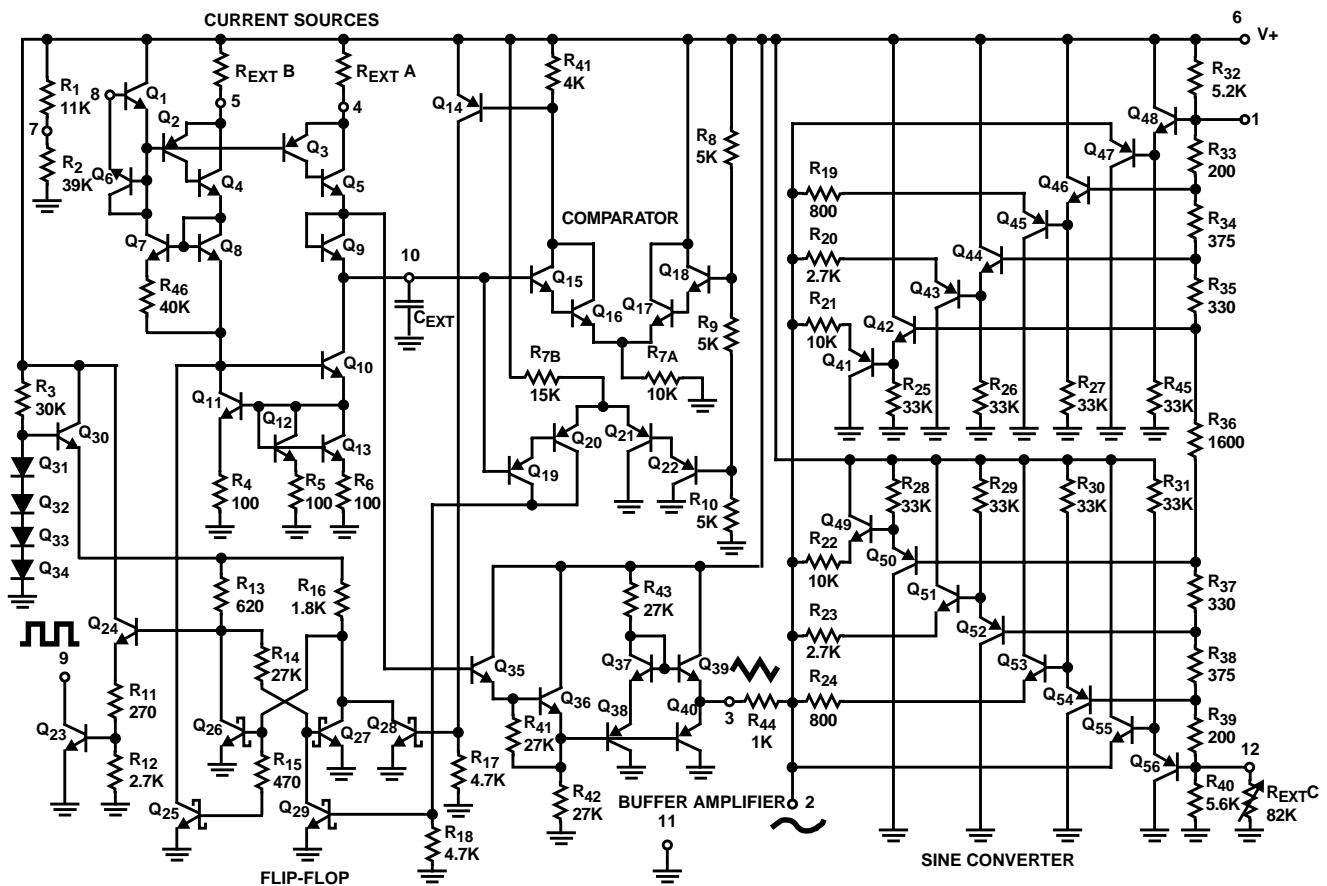 CURRENT SOURCES
6
V+
R1
11K
8
7
R2
39K
Q1
REXT B
5
REXT A
4
Q2
Q3
Q6
Q4
Q5
Q7
Q8
Q9
R46
40K
Q14
R41
4K
R8
5K
COMPARATOR
10
CEXT
Q15
Q16
Q17
Q18
R9
5K
R7B
15K
R7A
10K
R19
800
R20
2.7K
R21
10K
Q41
Q42
Q43
Q44
Q45
Q46
Q47
Q48
R32
5.2K
1
R33
200
R34
375
R35
330
R25
33K
R26
33K
R27
33K
R45
33K
R36
1600
R3
30K
Q30
Q31
Q32
Q33
Q34
Q10
Q11
Q12
Q13
R4
100
R5
100
R6
100
Q20
Q21
Q19
Q22
R10
5K
R28
33K
R29
33K
R30
33K
R31
33K
Q49
R22
10K
Q50
Q51
R23
2.7K
Q52
Q53
R24
800
Q54
Q55
Q56
R37
330
R38
375
R39
200
12
R40
5.6K
REXTC
82K
R13
620
R16
1.8K
Q24
9
R14
27K
R11
270
Q23
R12
2.7K
Q26
Q27
Q28
R15
470
R17
4.7K
Q25
Q29
R18
4.7K
FLIP-FLOP
R43
27K
Q35
Q36
Q37
Q39
R41
27K
Q38
Q40
3
R44
1K
R42
27K
BUFFER AMPLIFIER
2
11
SINE CONVERTER